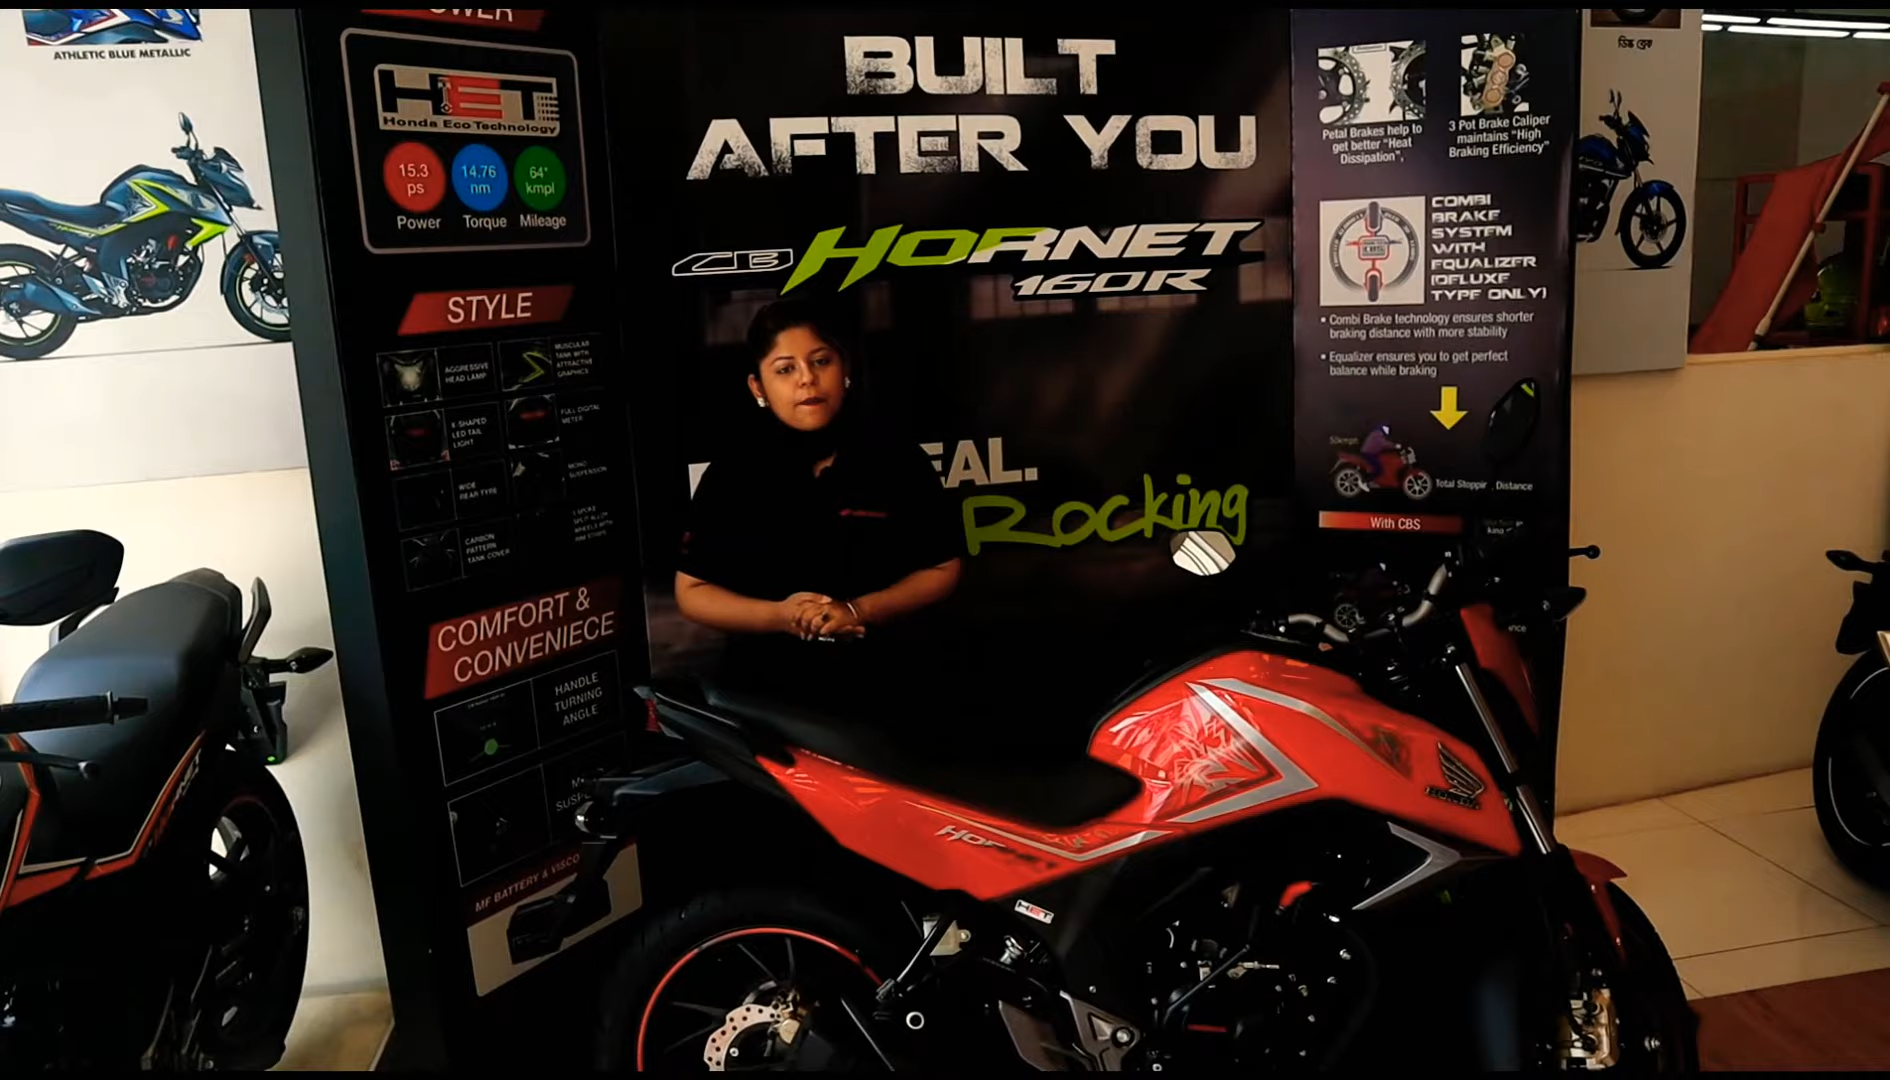 ATHLETIC BLUE METALLIC
HET
Honda Eco Technology
15.3
ps
14.76
nm
64*
kmpl
Power
Torque
Mileage
STYLE
AGGRESSIVE
HEAD LAMP
MUSCULAR
TANK WITH
ATTRACTIVE
GRAPHICS
X-SHAPED
LED TAIL
LIGHT
FULL DIGITAL
METER
WIDE
REAR TYPE
MONO
SUSPENSION
CARBON
PATTERN
TANK COVER
COMFORT &
CONVENIECE
HANDLE
TURNING
ANGLE
MF BATTERY & VISCO
BUILT
AFTER YOU
CB HORNET
160R
EAL.
Rocking
Petal Brakes help to
get better "Heat
Dissipation",
3 Pot Brake Caliper
maintains "High
Braking Efficiency"
COMBI
BRAKE
SYSTEM
WITH
EQUALIZER
(DELUXE
TYPE ONLY)
• Combi Brake technology ensures shorter
braking distance with more stability
• Equalizer ensures you to get perfect
balance while braking
Total Distance
With CBS
ডিস্ক ব্রেক
HONDA
HOR
HET